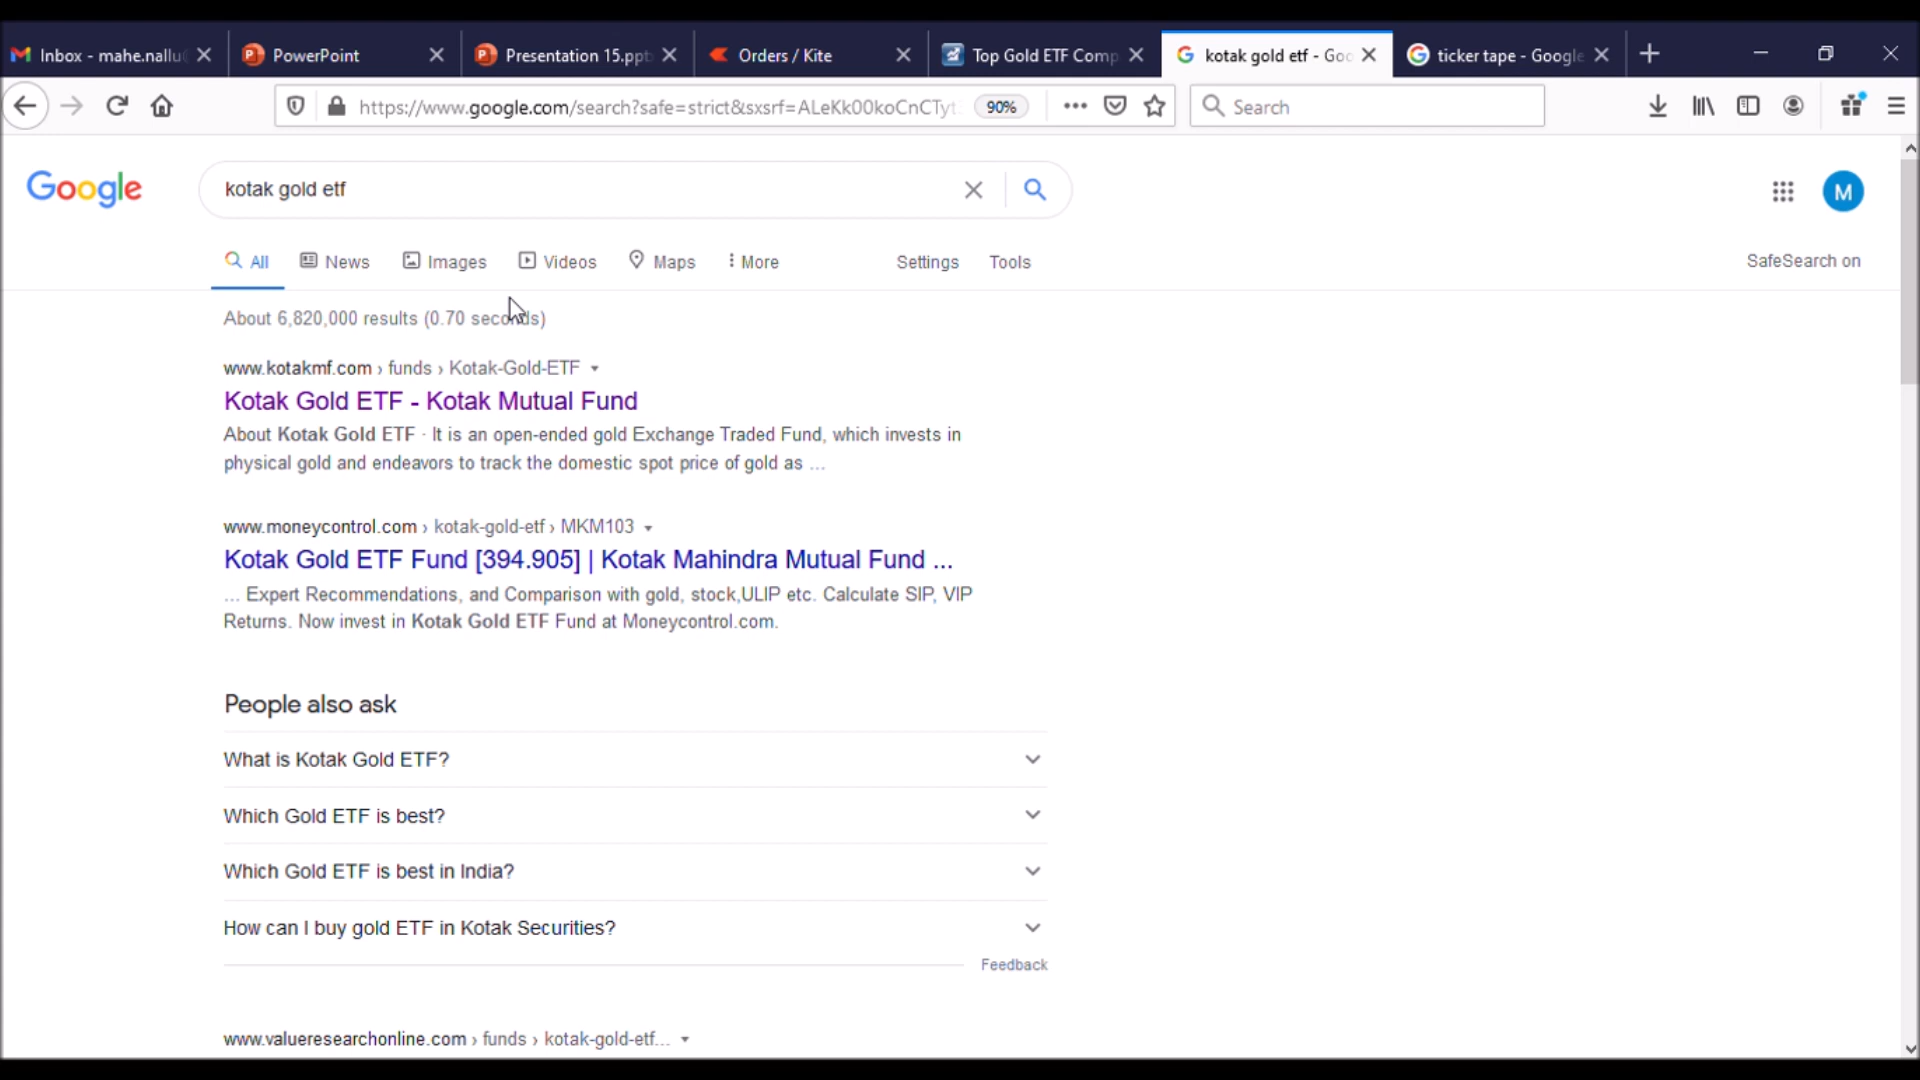 Inbox - mahe.nallu
PowerPoint
Presentation 15.ppt
Orders / Kite
Top Gold ETF Comp
kotak gold etf - Goo
ticker tape - Google
https://www.google.com/search?safe=strict&sxsrf=ALeKk00koCnCTyt
90%
Search
Google
kotak gold etf
M
All
News
Images
Videos
Maps
More
Settings
Tools
SafeSearch on
About 6,820,000 results (0.70 seconds)
www.kotakmf.com › funds › Kotak-Gold-ETF
Kotak Gold ETF - Kotak Mutual Fund
About Kotak Gold ETF · It is an open-ended gold Exchange Traded Fund, which invests in
physical gold and endeavors to track the domestic spot price of gold as ...
www.moneycontrol.com › kotak-gold-etf › MKM103
Kotak Gold ETF Fund [394.905] | Kotak Mahindra Mutual Fund ...
... Expert Recommendations, and Comparison with gold, stock,ULIP etc. Calculate SIP, VIP
Returns. Now invest in Kotak Gold ETF Fund at Moneycontrol.com.
People also ask
What is Kotak Gold ETF?
Which Gold ETF is best?
Which Gold ETF is best in India?
How can I buy gold ETF in Kotak Securities?
Feedback
www.valueresearchonline.com › funds › kotak-gold-etf...